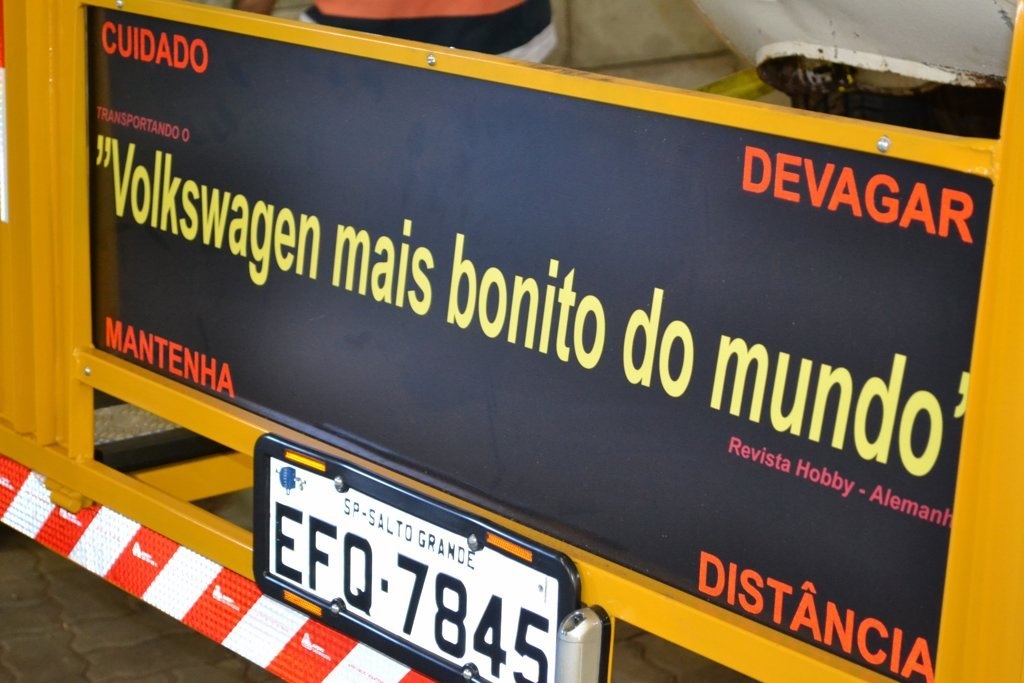 CUIDADO
TRANSPORTANDO O
DEVAGAR
"Volkswagen mais bonito do mundo"
Revista Hobby - Alemanh
MANTENHA
DISTÂNCIA
SP-SALTO GRANDE
EFQ·7845